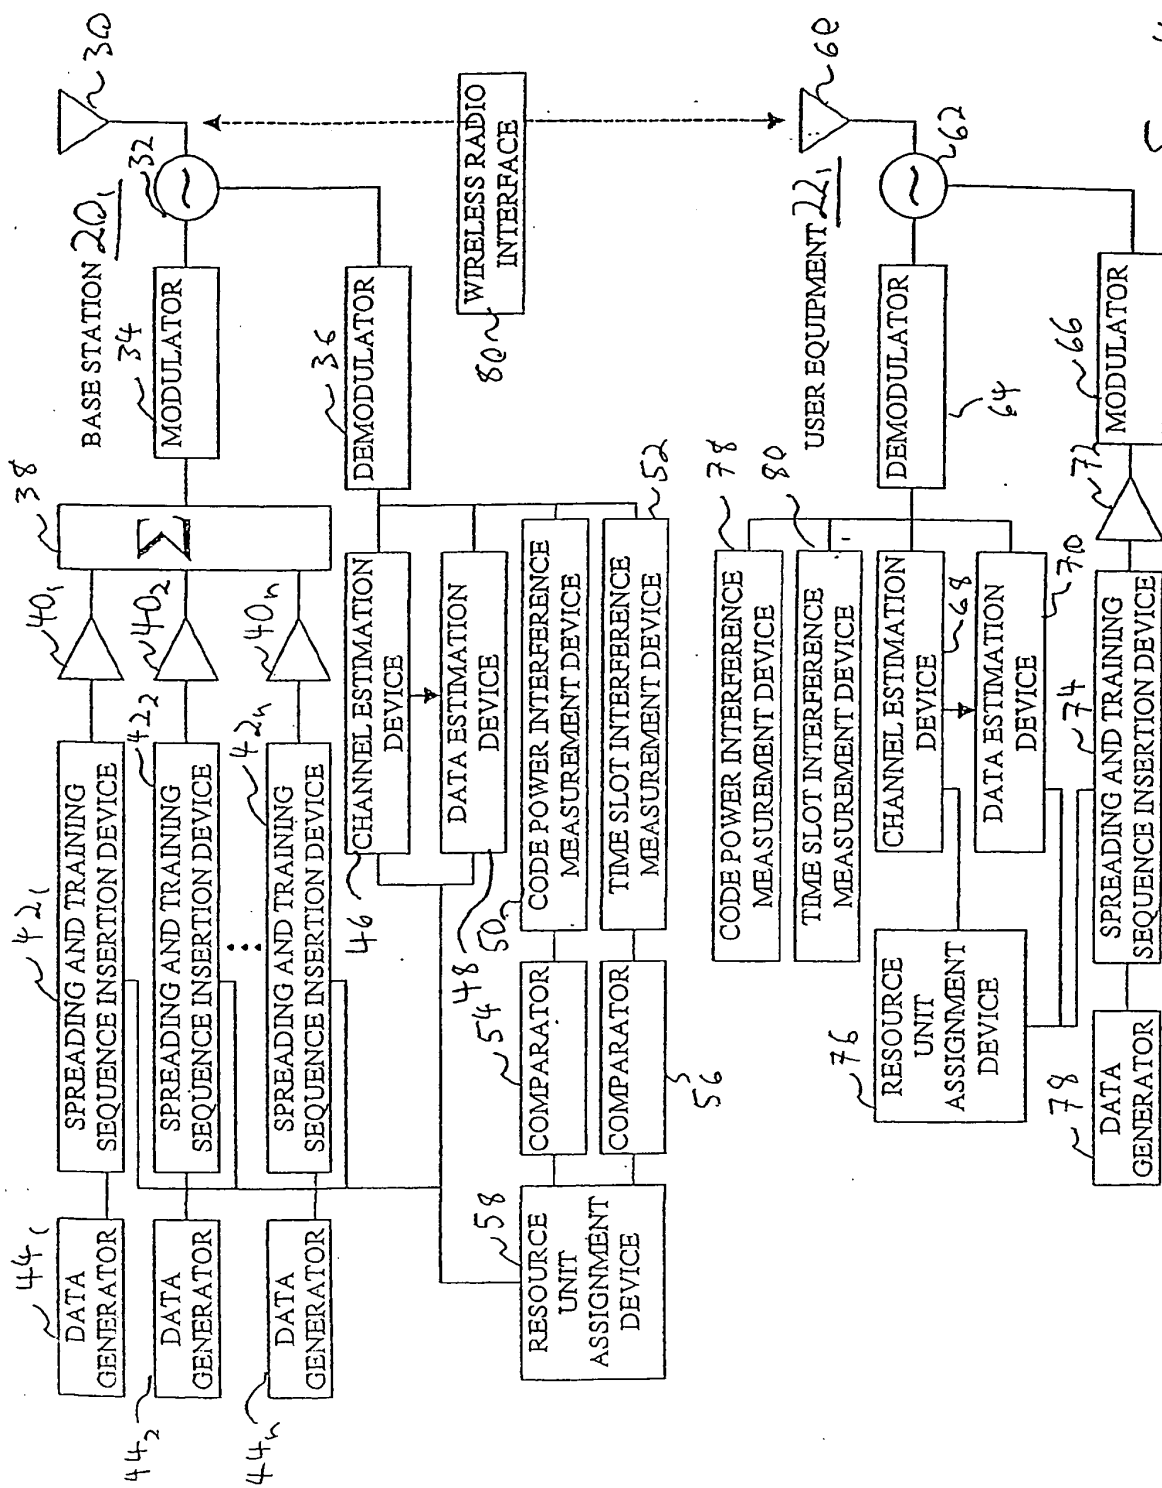 BASE STATION 20₁
44₁
DATA
GENERATOR
42₁
SPREADING AND TRAINING
SEQUENCE INSERTION DEVICE
40₁
38
Σ
34
MODULATOR
32
~
30
44₂
DATA
GENERATOR
42₂
SPREADING AND TRAINING
SEQUENCE INSERTION DEVICE
40₂
44ₙ
DATA
GENERATOR
42ₙ
SPREADING AND TRAINING
SEQUENCE INSERTION DEVICE
40ₙ
46
CHANNEL ESTIMATION
DEVICE
36
DEMODULATOR
48
DATA ESTIMATION
DEVICE
58
RESOURCE
UNIT
ASSIGNMENT
DEVICE
54
COMPARATOR
50
CODE POWER INTERFERENCE
MEASUREMENT DEVICE
56
COMPARATOR
52
TIME SLOT INTERFERENCE
MEASUREMENT DEVICE
80
WIRELESS RADIO
INTERFACE
USER EQUIPMENT 22₁
60
62
~
78
CODE POWER INTERFERENCE
MEASUREMENT DEVICE
80
TIME SLOT INTERFERENCE
MEASUREMENT DEVICE
64
DEMODULATOR
68
CHANNEL ESTIMATION
DEVICE
70
DATA ESTIMATION
DEVICE
76
RESOURCE
UNIT
ASSIGNMENT
DEVICE
78
DATA
GENERATOR
74
SPREADING AND TRAINING
SEQUENCE INSERTION DEVICE
72
66
MODULATOR